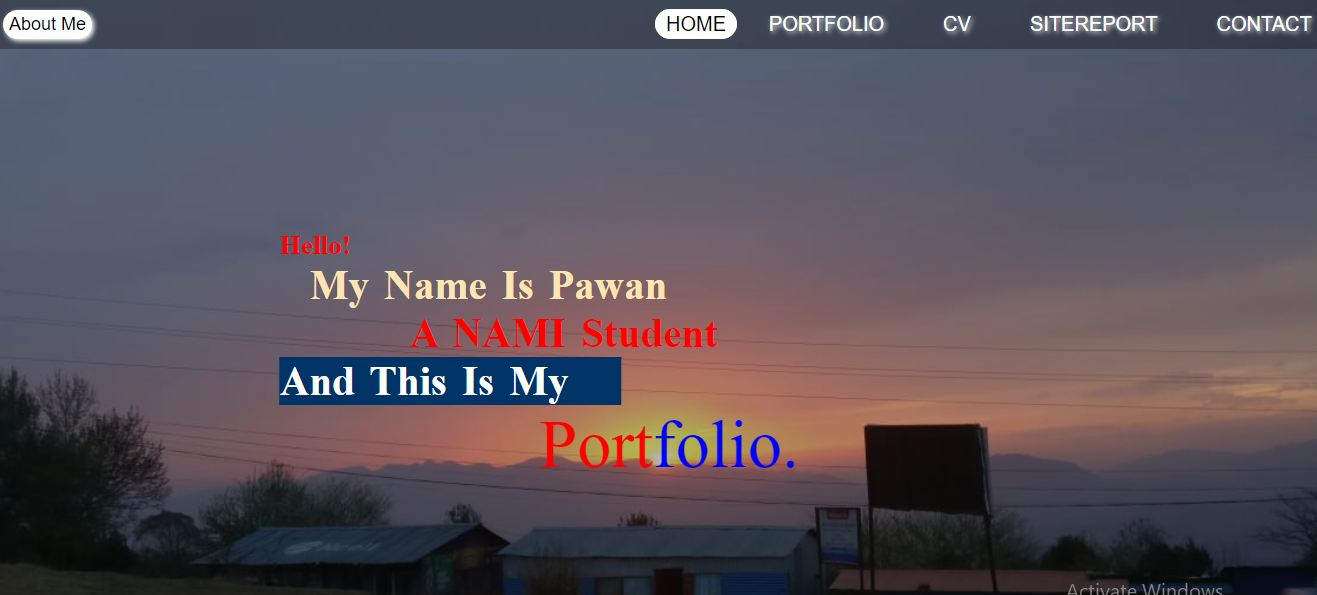 About Me
HOME PORTFOLIO CV SITEREPORT CONTACT
Hello!
My Name Is Pawan
A NAMI Student
And This Is My
Portfolio.
Activate Windows